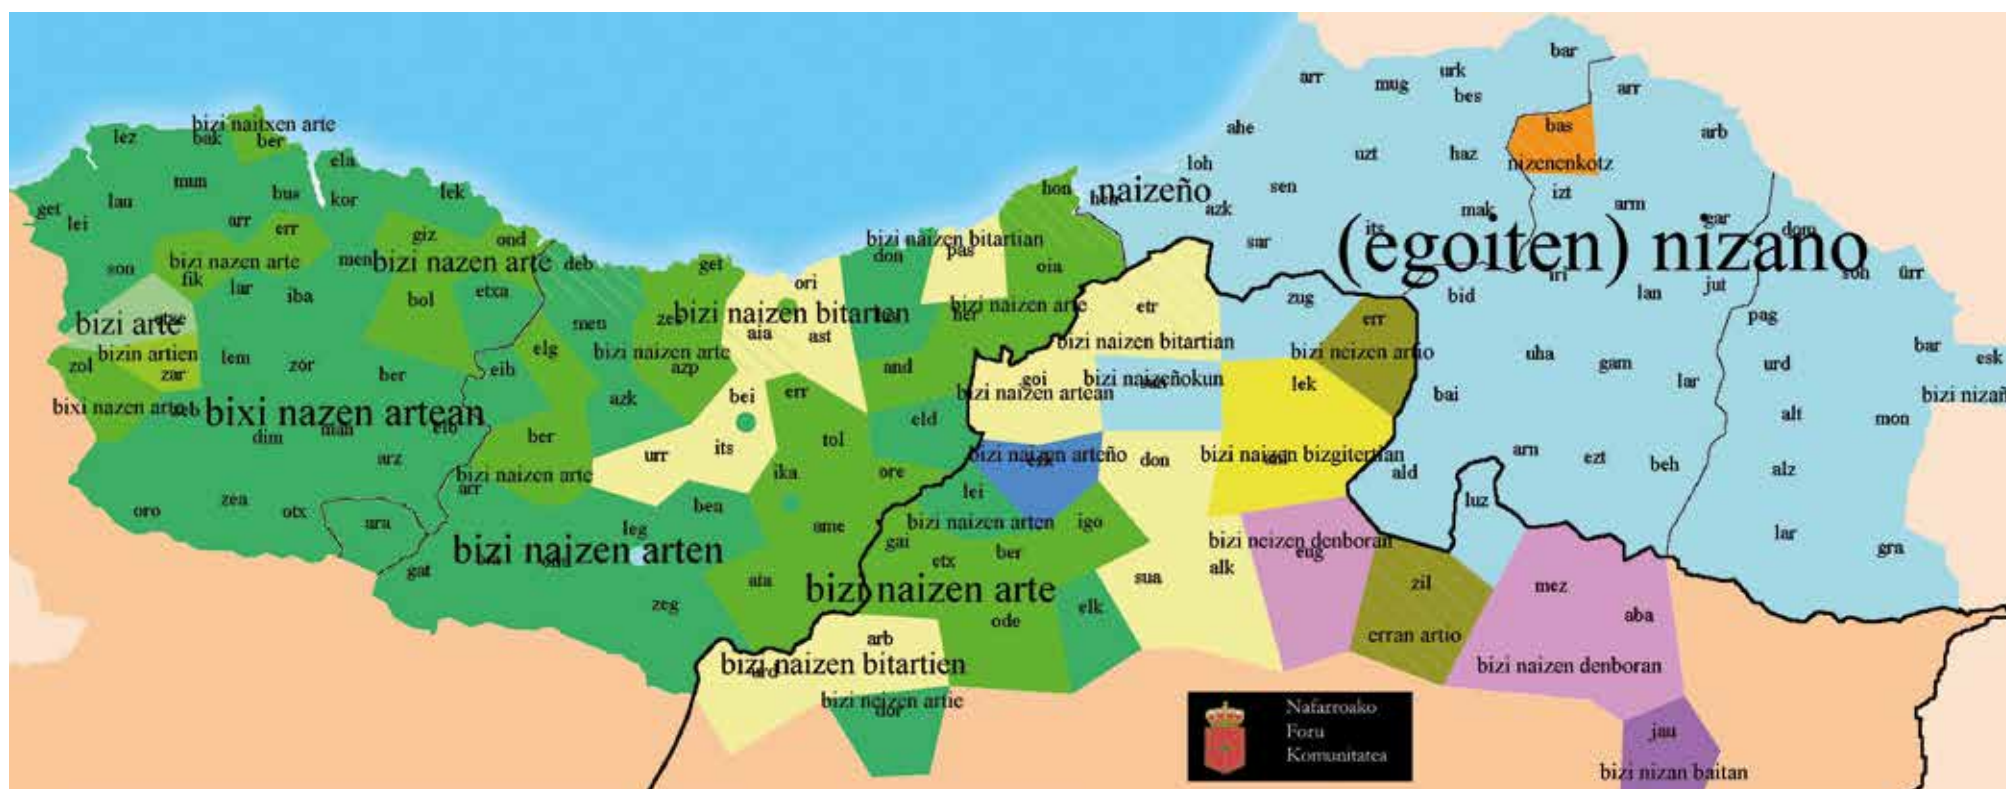 bar
arr
mug
urk
bes
arr
bizi naitxen arte
lez
bak
ber
ahe
bas
arb
ela
loh
uzt
haz
nizenenkotz
mun
bus
kor
lek
hon
naizeño
sen
izt
get
lau
lei
arr
err
azk
mak
arm
gar
giz
ond
bizi naizen bitartian
don
pas
sar
its
(egoiten) nizano
dom
son
bizi nazen arte
fik
men
bizi nazen arte
deb
get
oia
lar
iba
bol
etxa
ori
lan
jut
ürr
bizi arte
men
bizi naizen bitarten
aia
ast
bizi naizen arte
her
etr
zug
err
bid
pag
bizin artien
zar
zol
lem
zor
ber
eib
elg
bizi naizen arte
azp
and
bizi naizen bitartian
bizi neizen artio
uha
gam
lar
urd
bar
esk
bixi nazen arte
bixi nazen artean
azk
bei
err
goi
bizi naizen artean
bizi naizeñokun
lek
bai
dim
man
arz
ber
its
tol
eld
alt
mon
bizi naizen arte
arr
urr
ika
ore
bizi naizen arteño
don
bizi naizen bizgitertian
ald
arn
ezt
beh
alz
oro
zea
otx
ara
leg
bea
lei
bizi naizen arten
igo
luz
bizi naizen arten
gat
ame
gai
etx
ber
bizi neizen denboran
eug
alk
lar
gra
zeg
ata
bizi naizen arte
ode
elk
sua
zil
erran artio
mez
aba
arb
bizi naizen bitartien
bizi naizen denboran
bizi neizen artie
dor
Nafarroako
Foru
Komunitatea
jau
bizi nizan baitan